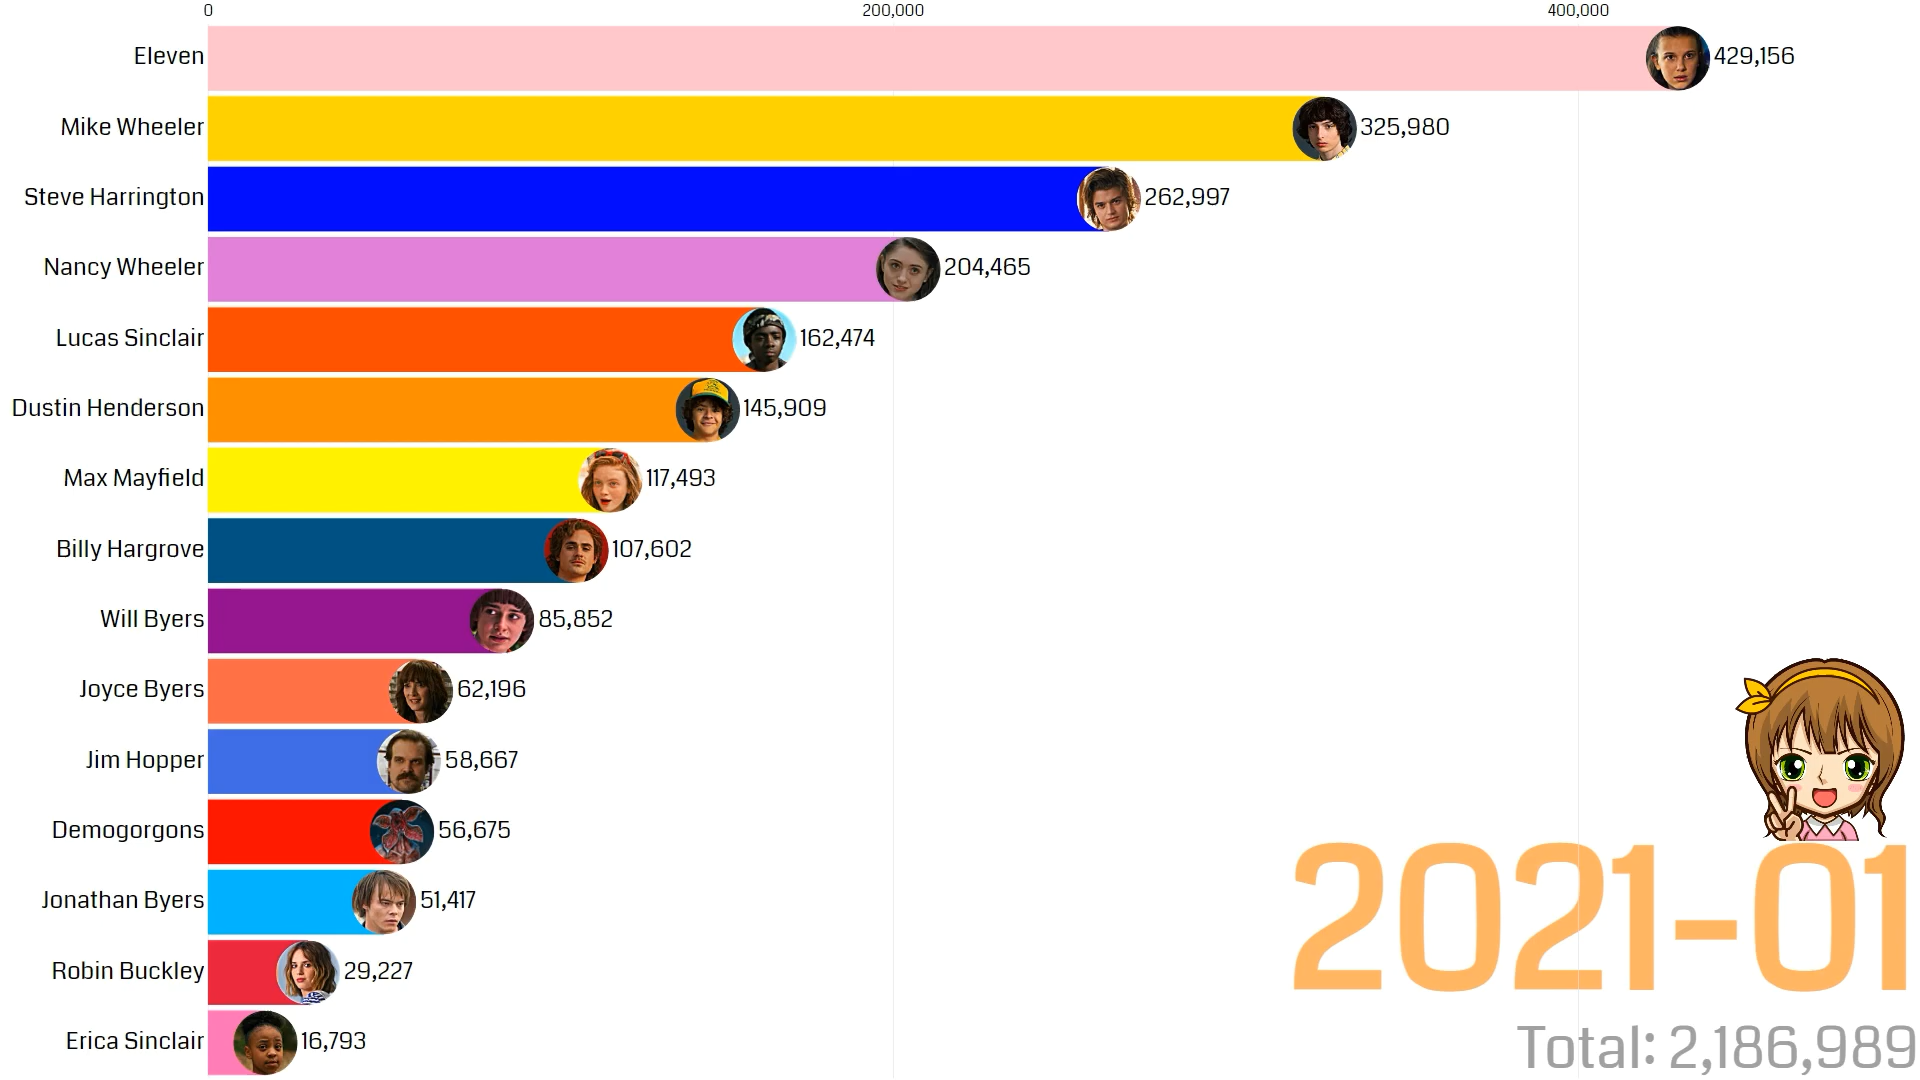 0 200,000 400,000
Eleven 429,156
Mike Wheeler 325,980
Steve Harrington 262,997
Nancy Wheeler 204,465
Lucas Sinclair 162,474
Dustin Henderson 145,909
Max Mayfield 117,493
Billy Hargrove 107,602
Will Byers 85,852
Joyce Byers 62,196
Jim Hopper 58,667
Demogorgons 56,675
Jonathan Byers 51,417
Robin Buckley 29,227
Erica Sinclair 16,793
2021-01
Total: 2,186,989